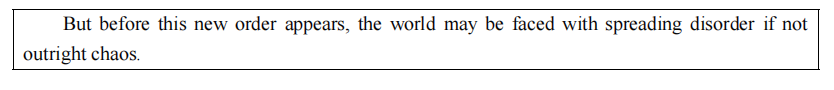 But before this new order appears, the world may be faced with spreading disorder if not
outright chaos.